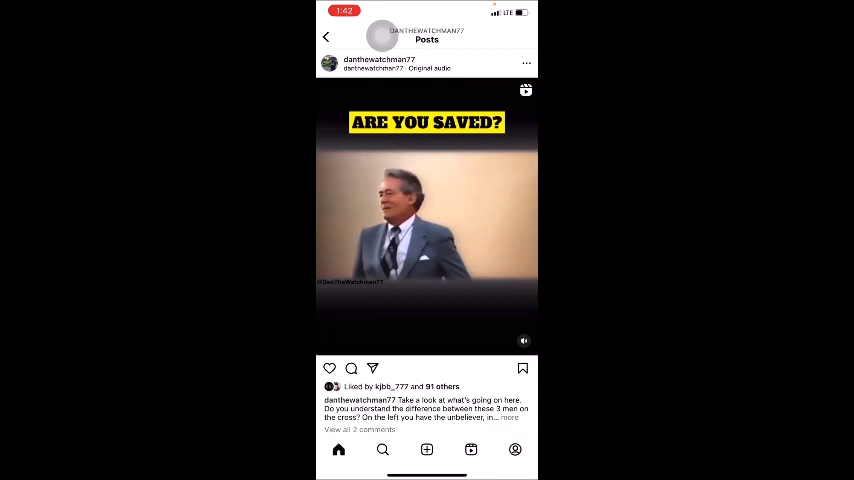 1:42
LTE
DANTHEWATCHMAN77
Posts
danthewatchman77
danthewatchman77 · Original audio
ARE YOU SAVED?
@DanTheWatchman77
Liked by kjbb_777 and 91 others
danthewatchman77 Take a look at what's going on here.
Do you understand the difference between these 3 men on
the cross? On the left you have the unbeliever, in... more
View all 2 comments